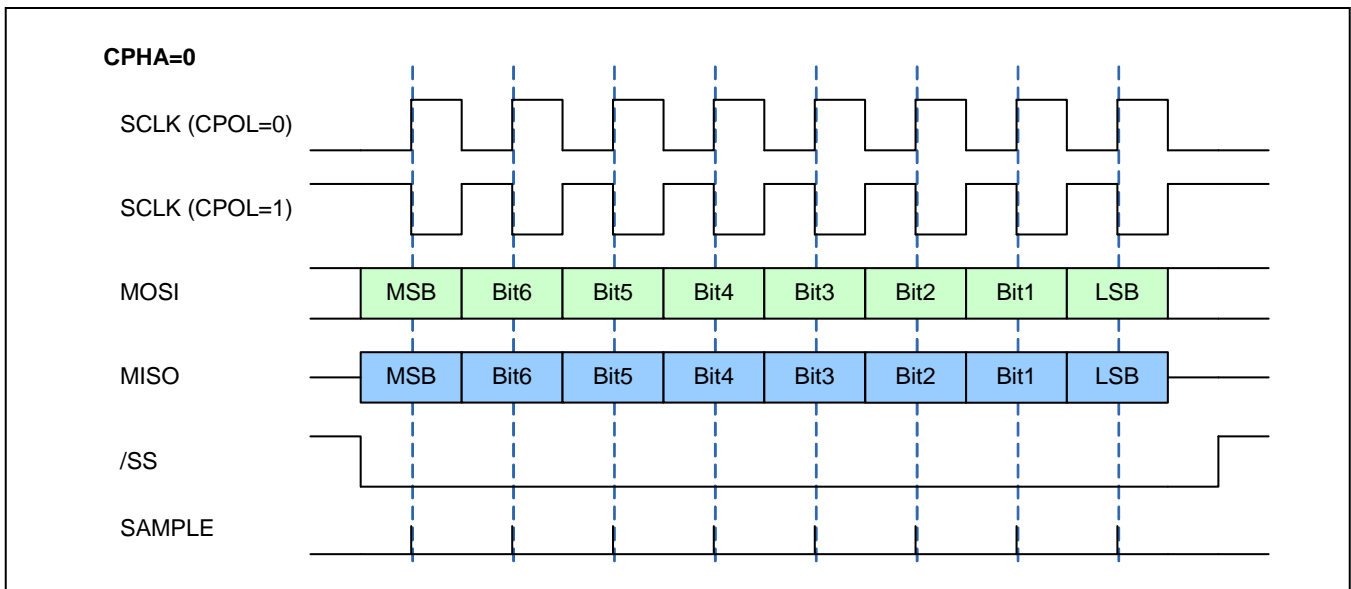 CPHA=0
SCLK (CPOL=0)
SCLK (CPOL=1)
MOSI MSB Bit6 Bit5 Bit4 Bit3 Bit2 Bit1 LSB
MISO MSB Bit6 Bit5 Bit4 Bit3 Bit2 Bit1 LSB
/SS
SAMPLE